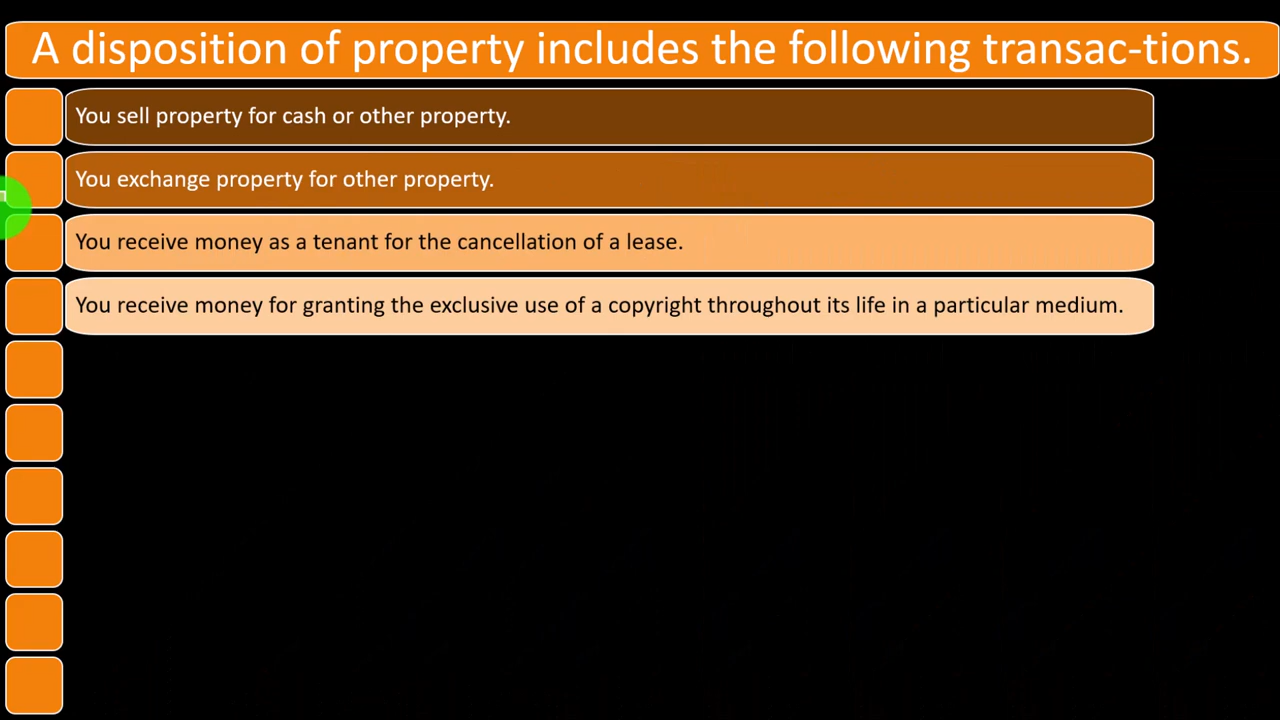 A disposition of property includes the following transac-tions.
You sell property for cash or other property.
You exchange property for other property.
You receive money as a tenant for the cancellation of a lease.
You receive money for granting the exclusive use of a copyright throughout its life in a particular medium.